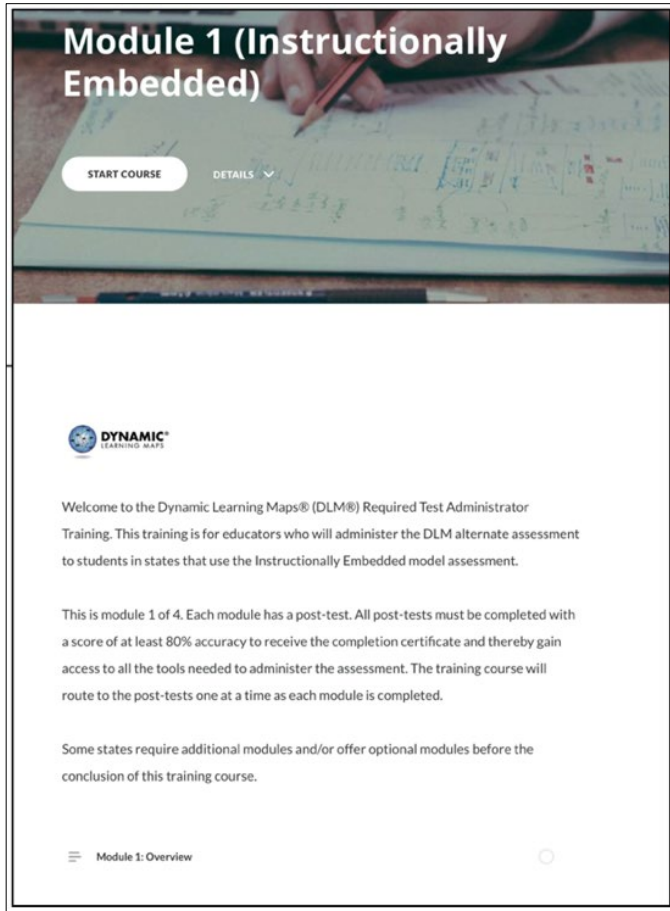 Module 1 (Instructionally
Embedded)
START COURSE
DETAILS
DYNAMIC®
LEARNING MAPS
Welcome to the Dynamic Learning Maps® (DLM®) Required Test Administrator
Training. This training is for educators who will administer the DLM alternate assessment
to students in states that use the Instructionally Embedded model assessment.
This is module 1 of 4. Each module has a post-test. All post-tests must be completed with
a score of at least 80% accuracy to receive the completion certificate and thereby gain
access to all the tools needed to administer the assessment. The training course will
route to the post-tests one at a time as each module is completed.
Some states require additional modules and/or offer optional modules before the
conclusion of this training course.
Module 1: Overview